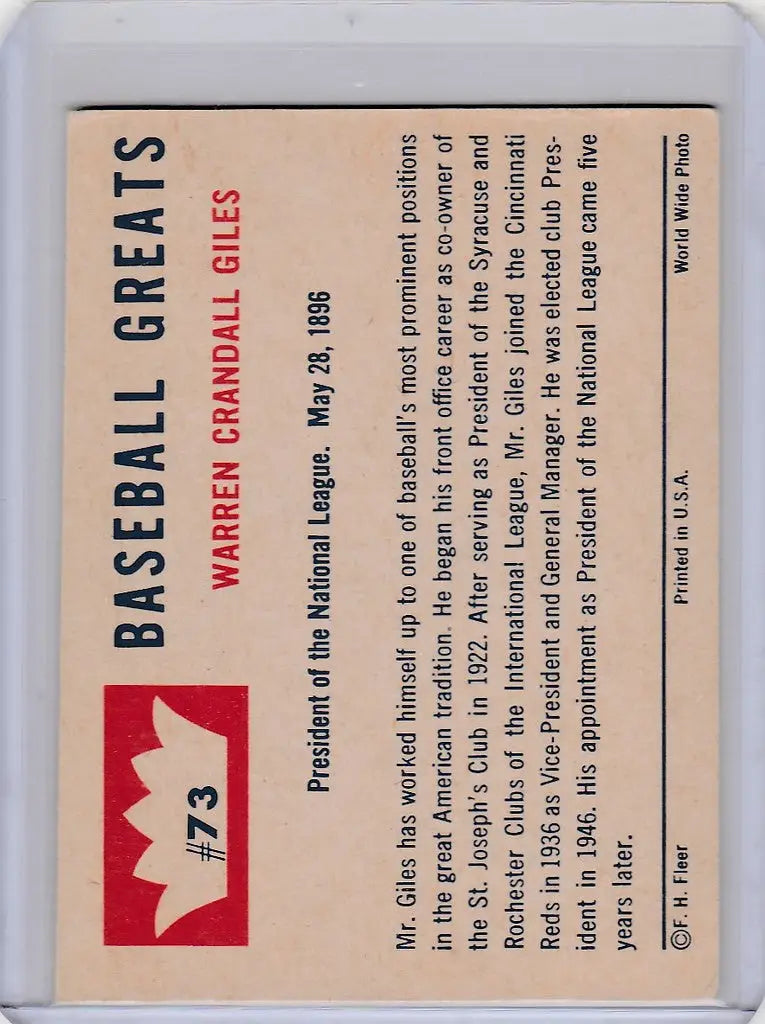 #73
BASEBALL GREATS
WARREN CRANDALL GILES
President of the National League. May 28, 1896
Mr. Giles has worked himself up to one of baseball's most prominent positions
in the great American tradition. He began his front office career as co-owner of
the St. Joseph's Club in 1922. After serving as President of the Syracuse and
Rochester Clubs of the International League, Mr. Giles joined the Cincinnati
Reds in 1936 as Vice-President and General Manager. He was elected club Pres-
ident in 1946. His appointment as President of the National League came five
years later.
©F. H. Fleer Printed in U.S.A. World Wide Photo